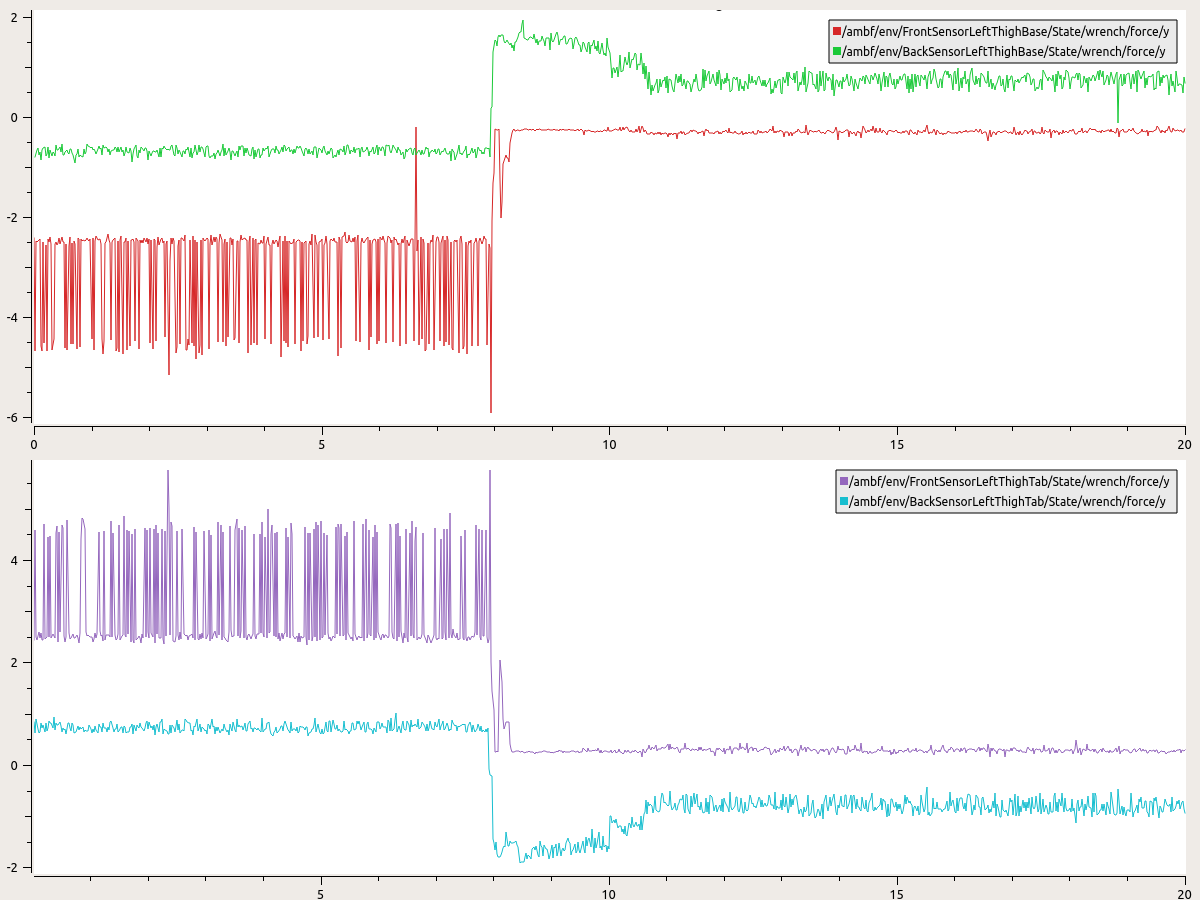 2
/ambf/env/FrontSensorLeftThighBase/State/wrench/force/y
/ambf/env/BackSensorLeftThighBase/State/wrench/force/y
0
-2
-4
-6
0 5 10 15 20
/ambf/env/FrontSensorLeftThighTab/State/wrench/force/y
/ambf/env/BackSensorLeftThighTab/State/wrench/force/y
4
2
0
-2
5 10 15 20